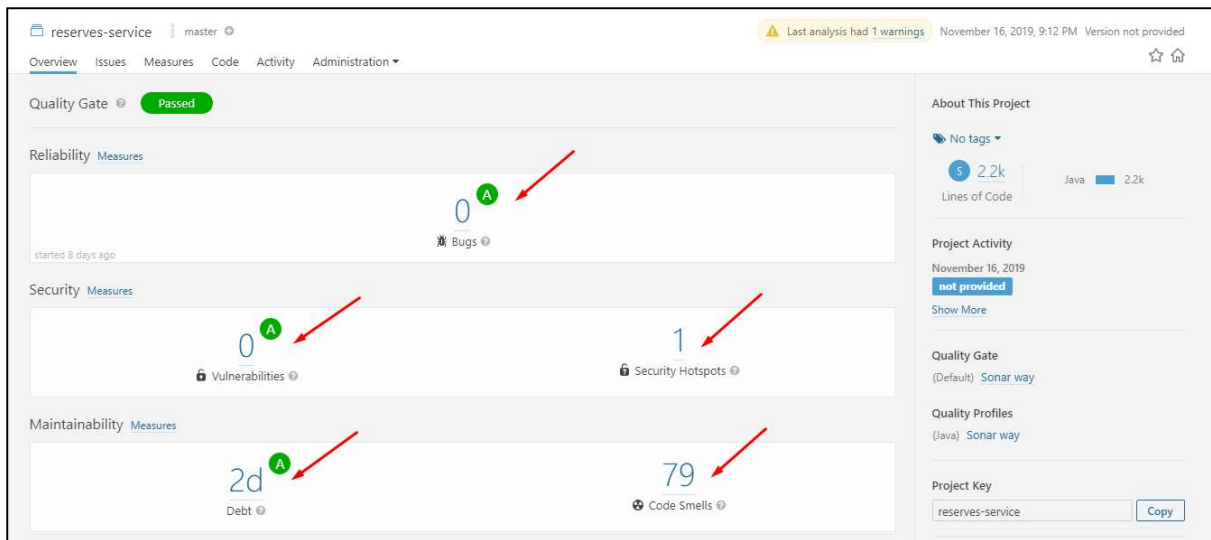 reserves-service master
Last analysis had 1 warnings November 16, 2019, 9:12 PM Version not provided
Overview Issues Measures Code Activity Administration
Quality Gate Passed
Reliability Measures
0 A
Bugs
started 8 days ago
Security Measures
0 A
Vulnerabilities
1
Security Hotspots
Maintainability Measures
2d A
Debt
79
Code Smells
About This Project
No tags
S 2.2k
Lines of Code
Java 2.2k
Project Activity
November 16, 2019
not provided
Show More
Quality Gate
(Default) Sonar way
Quality Profiles
(Java) Sonar way
Project Key
reserves-service Copy